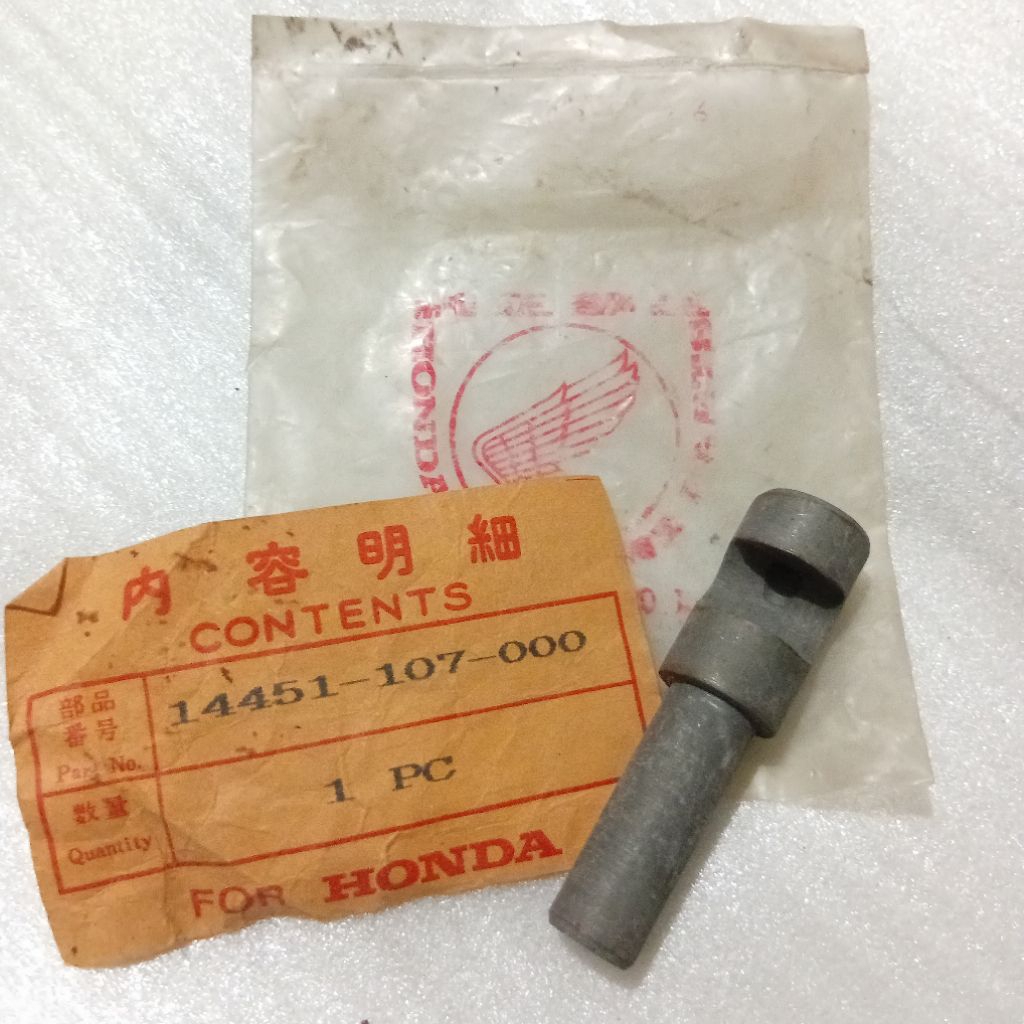 HONDA
内容明細
CONTENTS
部品
番号
Part No.
14451-107-000
数量
Quantity
1 PC
FOR HONDA